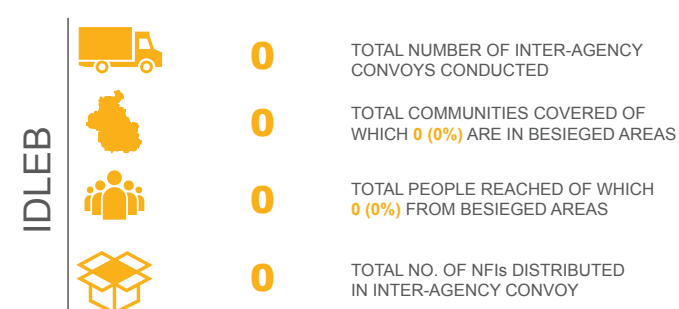 IDLEB
0
TOTAL NUMBER OF INTER-AGENCY
CONVOYS CONDUCTED
0
TOTAL COMMUNITIES COVERED OF
WHICH 0 (0%) ARE IN BESIEGED AREAS
0
TOTAL PEOPLE REACHED OF WHICH
0 (0%) FROM BESIEGED AREAS
0
TOTAL NO. OF NFIs DISTRIBUTED
IN INTER-AGENCY CONVOY